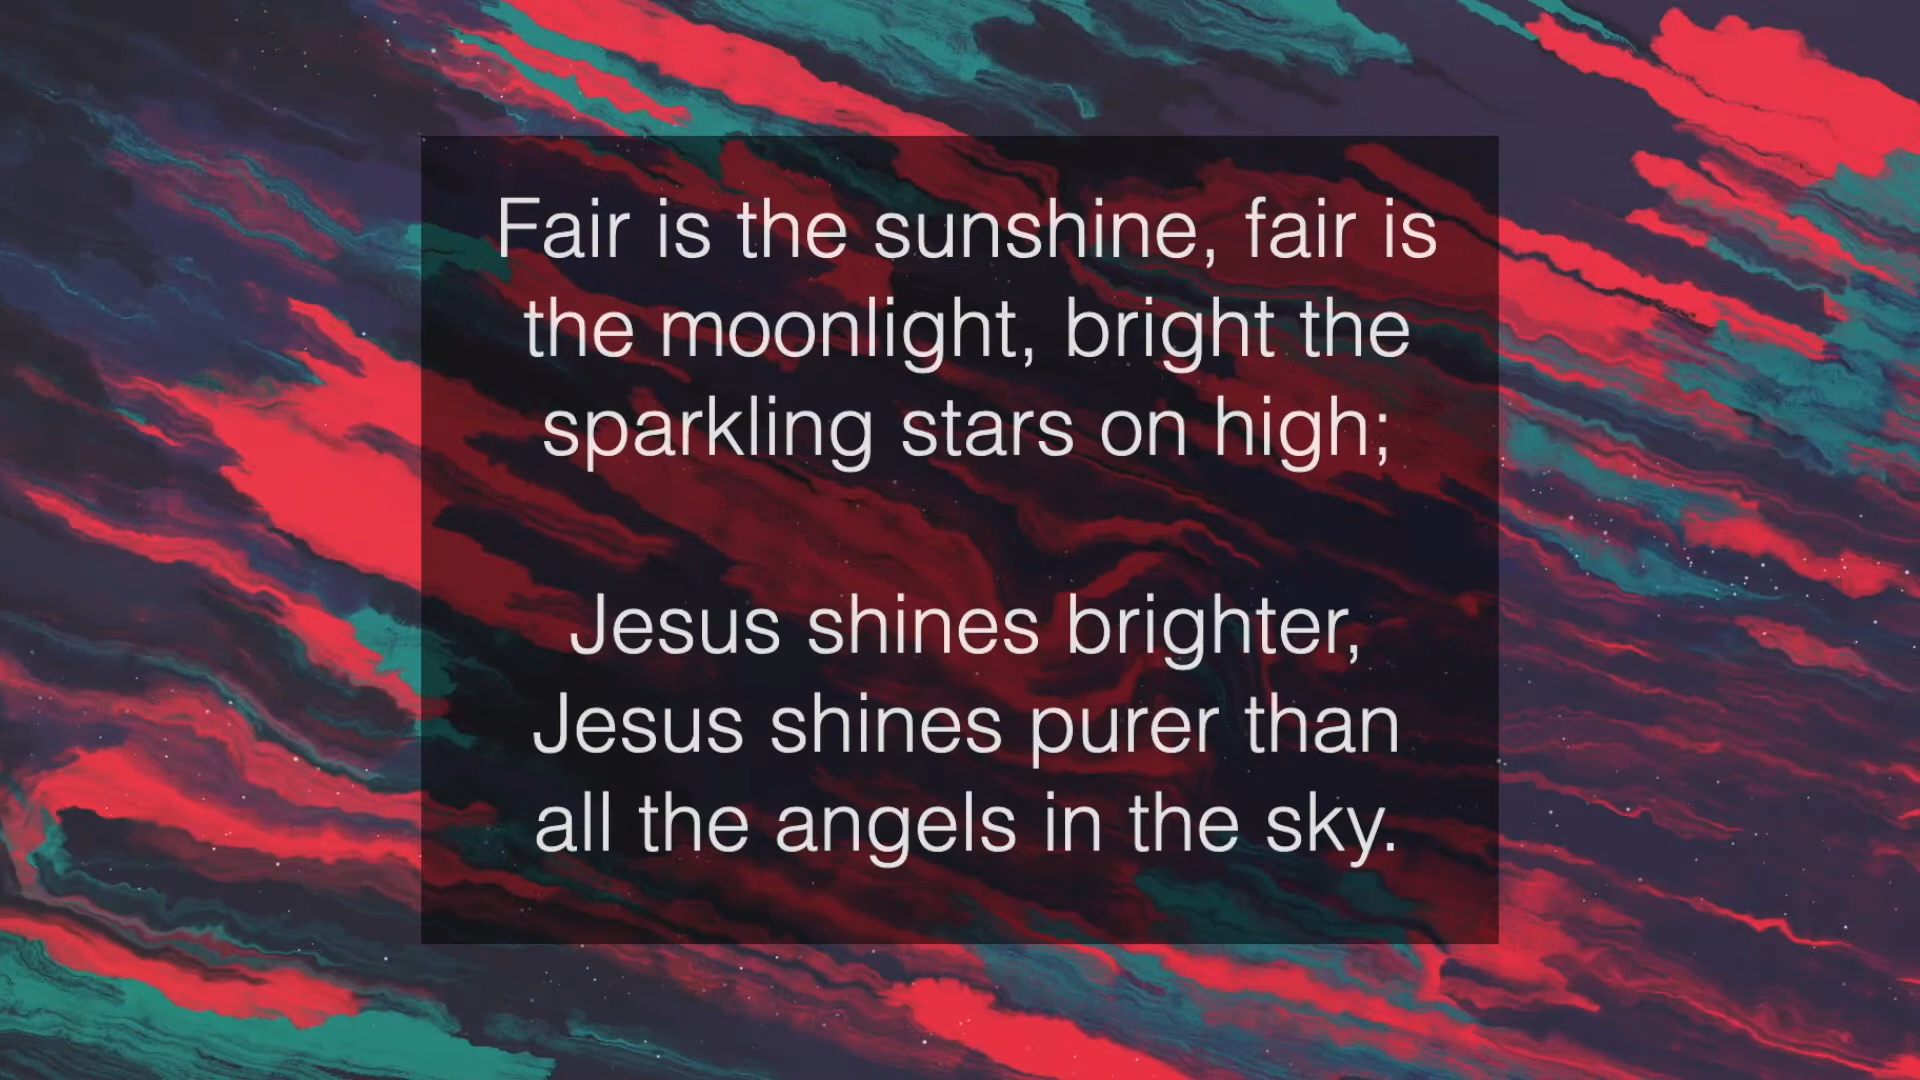 Fair is the sunshine, fair is
the moonlight, bright the
sparkling stars on high;
Jesus shines brighter,
Jesus shines purer than
all the angels in the sky.